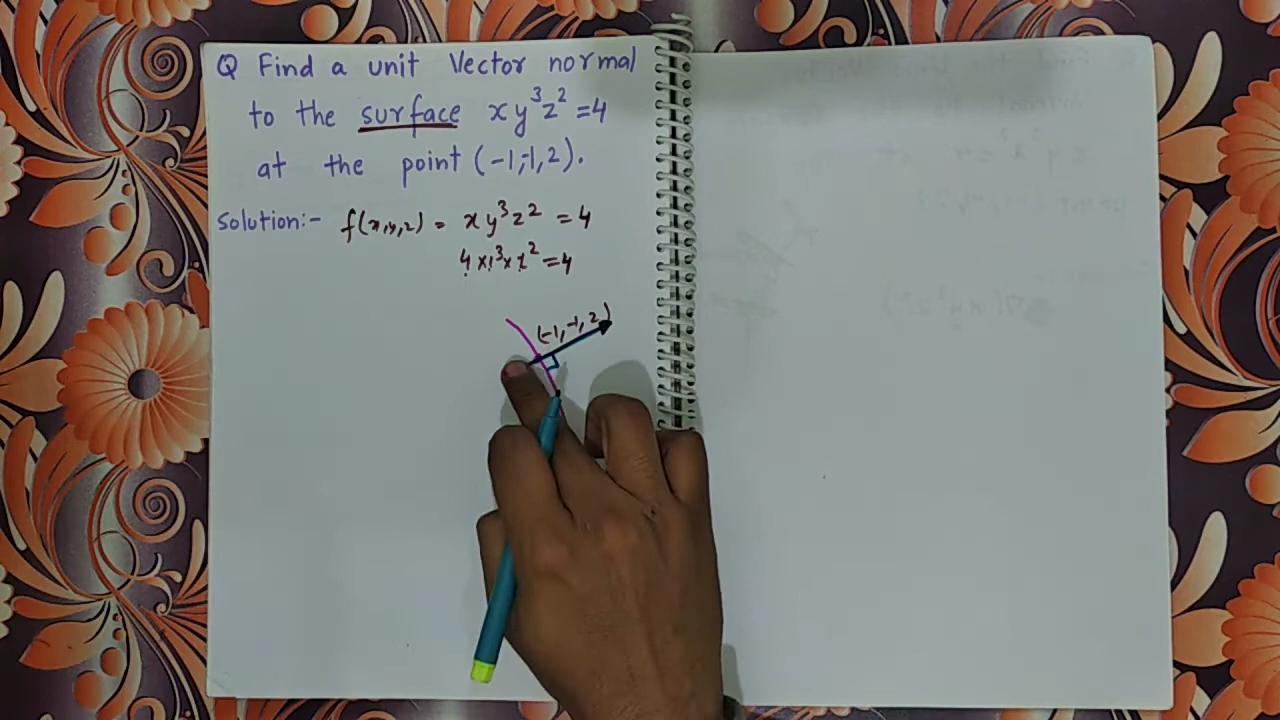 Q Find a unit Vector normal
to the surface xy³z² =4
at the point (-1,-1,2).
Solution:- f(x,y,z) = xy³z² =4
4×1³×1² =4
(-1,-1,2)